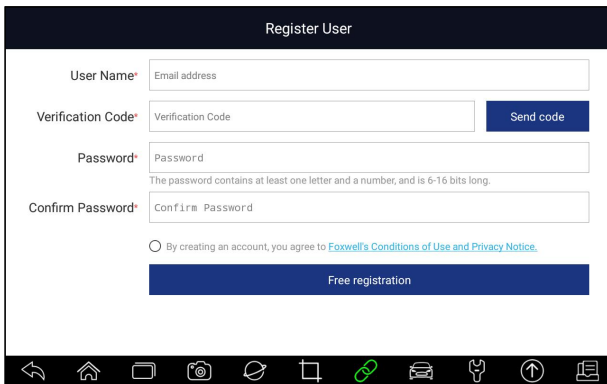 Register User
User Name* Email address
Verification Code* Verification Code Send code
Password* Password
The password contains at least one letter and a number, and is 6-16 bits long.
Confirm Password* Confirm Password
By creating an account, you agree to Foxwell's Conditions of Use and Privacy Notice.
Free registration